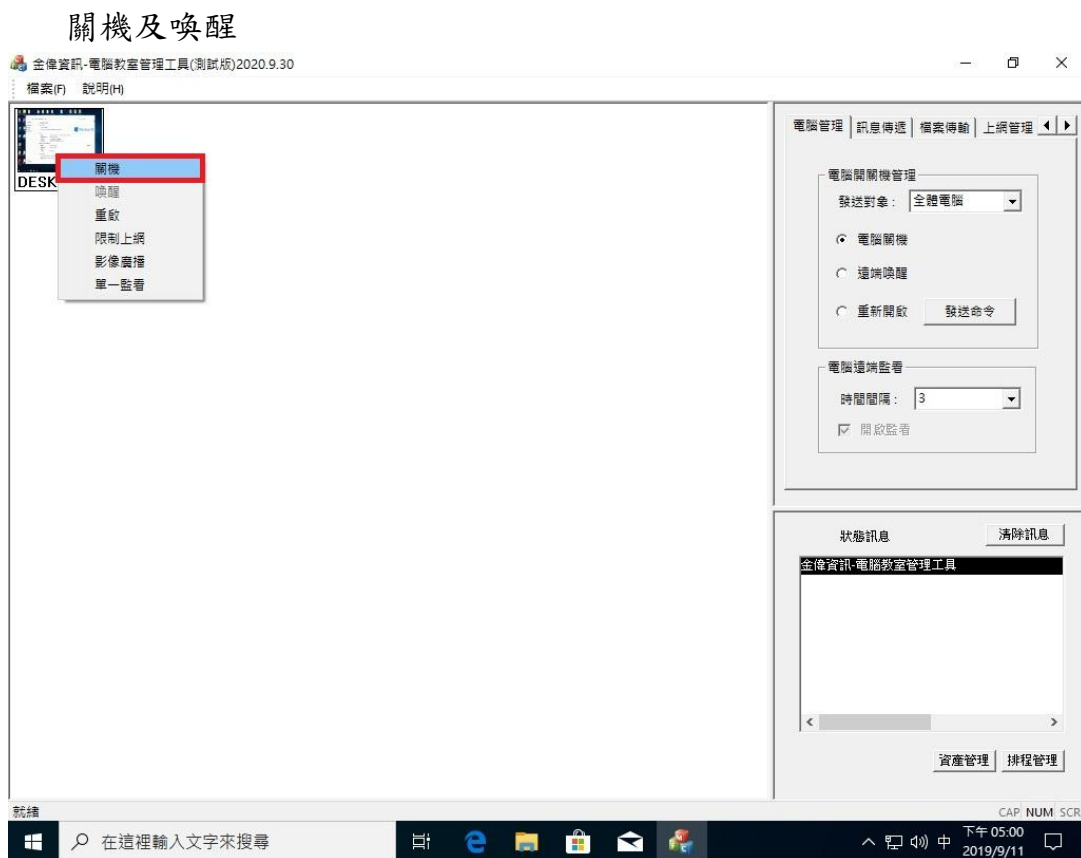 關機及喚醒
金偉資訊-電腦教室管理工具(測試版)2020.9.30
檔案(F) 說明(H)
DESK
關機
喚醒
重啟
限制上網
影像廣播
單一監看
電腦管理 訊息傳遞 檔案傳輸 上網管理
電腦開關機管理
發送對象: 全體電腦
電腦關機
遠端喚醒
重新開啟 發送命令
電腦遠端監看
時間間隔: 3
開啟監看
狀態訊息 清除訊息
金偉資訊-電腦教室管理工具
資產管理 排程管理
就緒 CAP NUM SCR
在這裡輸入文字來搜尋
中 下午 05:00
2019/9/11